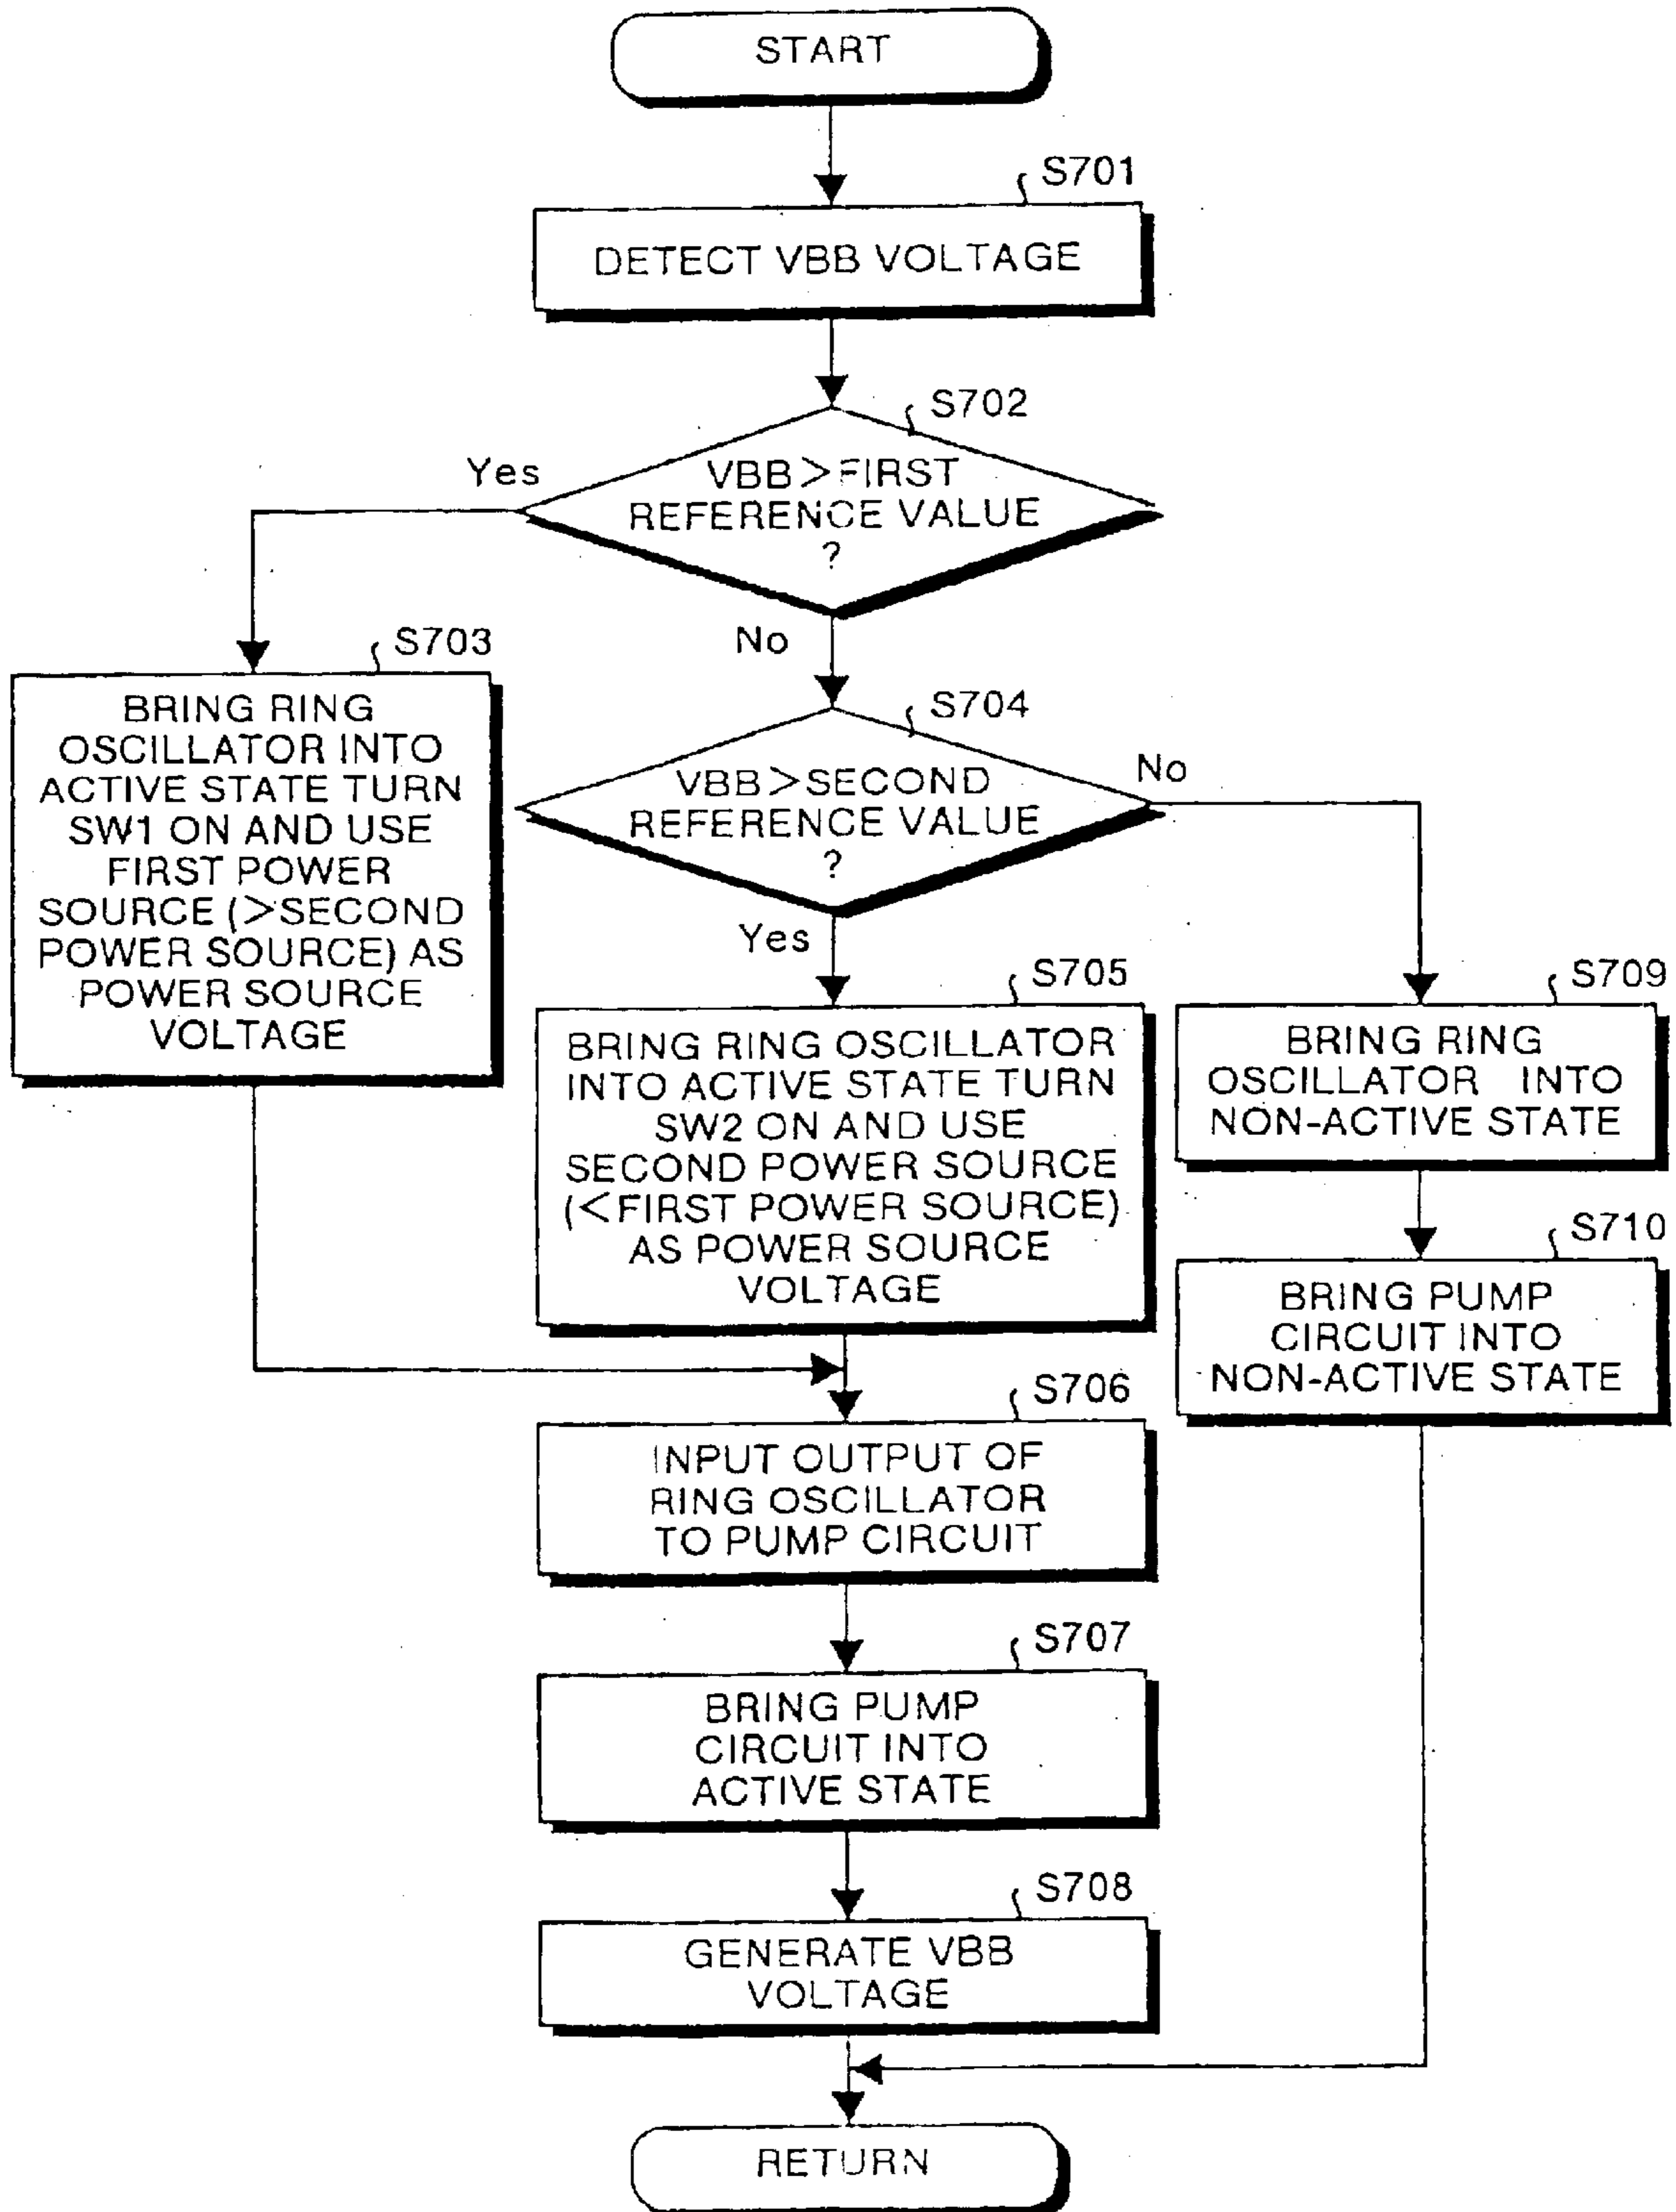 START
S701
DETECT VBB VOLTAGE
S702
VBB>FIRST
REFERENCE VALUE
?
Yes
No
S703
BRING RING
OSCILLATOR INTO
ACTIVE STATE TURN
SW1 ON AND USE
FIRST POWER
SOURCE (>SECOND
POWER SOURCE) AS
POWER SOURCE
VOLTAGE
S704
VBB>SECOND
REFERENCE VALUE
?
No
Yes
S705
BRING RING OSCILLATOR
INTO ACTIVE STATE TURN
SW2 ON AND USE
SECOND POWER SOURCE
(<FIRST POWER SOURCE)
AS POWER SOURCE
VOLTAGE
S709
BRING RING
OSCILLATOR INTO
NON-ACTIVE STATE
S710
BRING PUMP
CIRCUIT INTO
NON-ACTIVE STATE
S706
INPUT OUTPUT OF
RING OSCILLATOR
TO PUMP CIRCUIT
S707
BRING PUMP
CIRCUIT INTO
ACTIVE STATE
S708
GENERATE VBB
VOLTAGE
RETURN